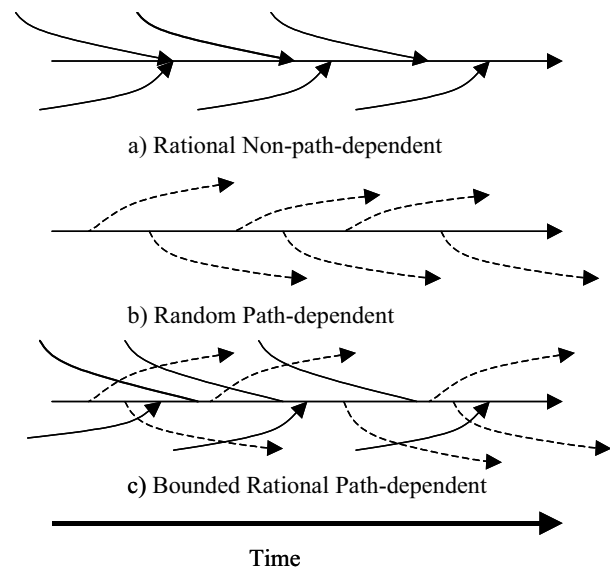 a) Rational Non-path-dependent
b) Random Path-dependent
c) Bounded Rational Path-dependent
Time